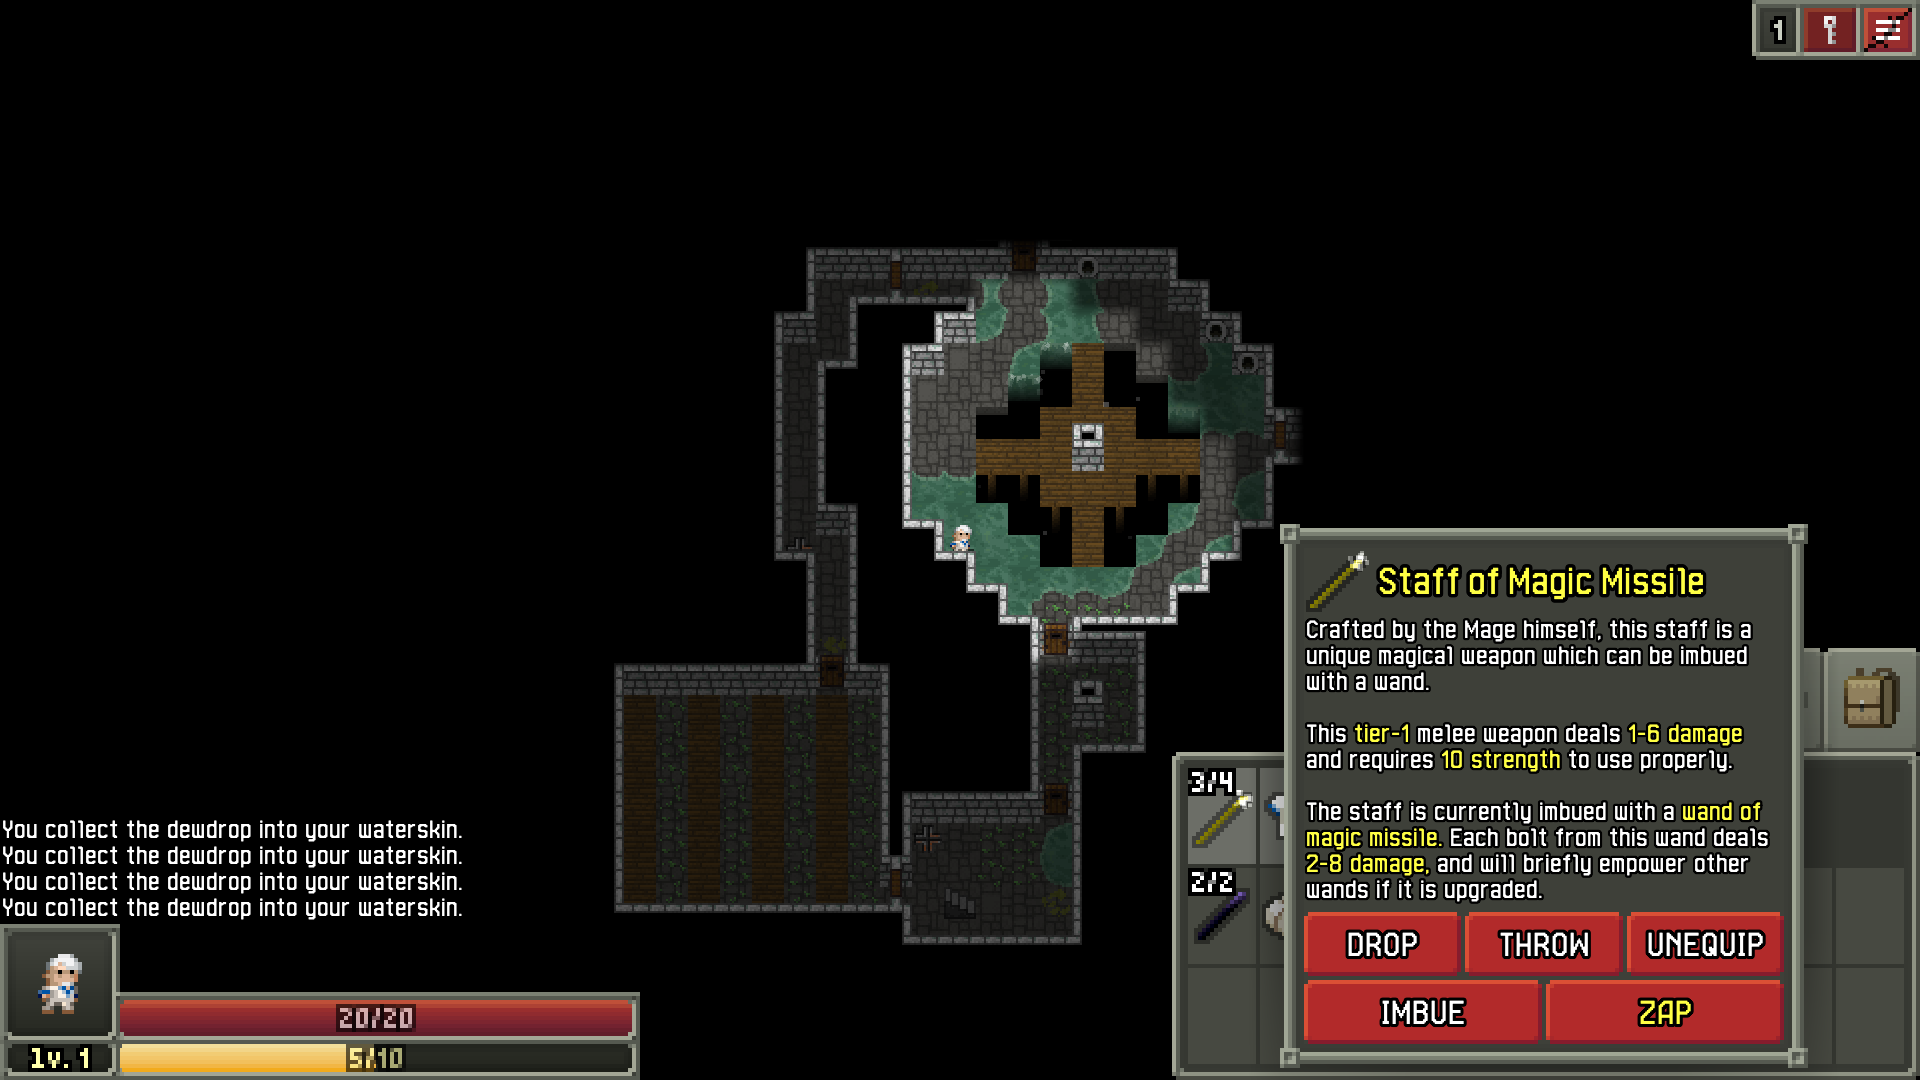 1
Staff of Magic Missile
Crafted by the Mage himself, this staff is a
unique magical weapon which can be imbued
with a wand.
This tier-1 melee weapon deals 1-6 damage
and requires 10 strength to use properly.
The staff is currently imbued with a wand of
magic missile. Each bolt from this wand deals
2-8 damage, and will briefly empower other
wands if it is upgraded.
DROP THROW UNEQUIP
IMBUE ZAP
3/4
2/2
You collect the dewdrop into your waterskin.
You collect the dewdrop into your waterskin.
You collect the dewdrop into your waterskin.
You collect the dewdrop into your waterskin.
20/20
lv.1 5/10